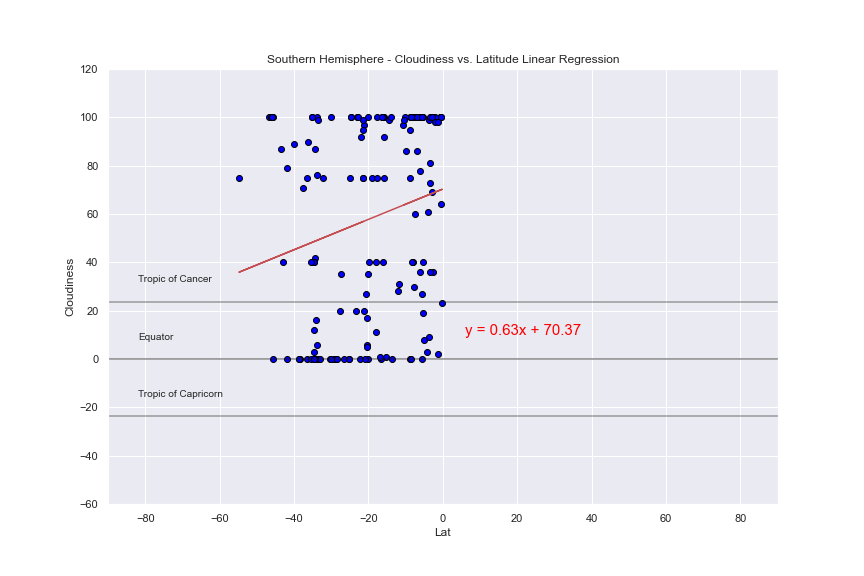 Southern Hemisphere - Cloudiness vs. Latitude Linear Regression
120
100
80
60
40
20
0
−20
−40
−60
Cloudiness
Tropic of Cancer
Equator
Tropic of Capricorn
y = 0.63x + 70.37
−80 −60 −40 −20 0 20 40 60 80
Lat